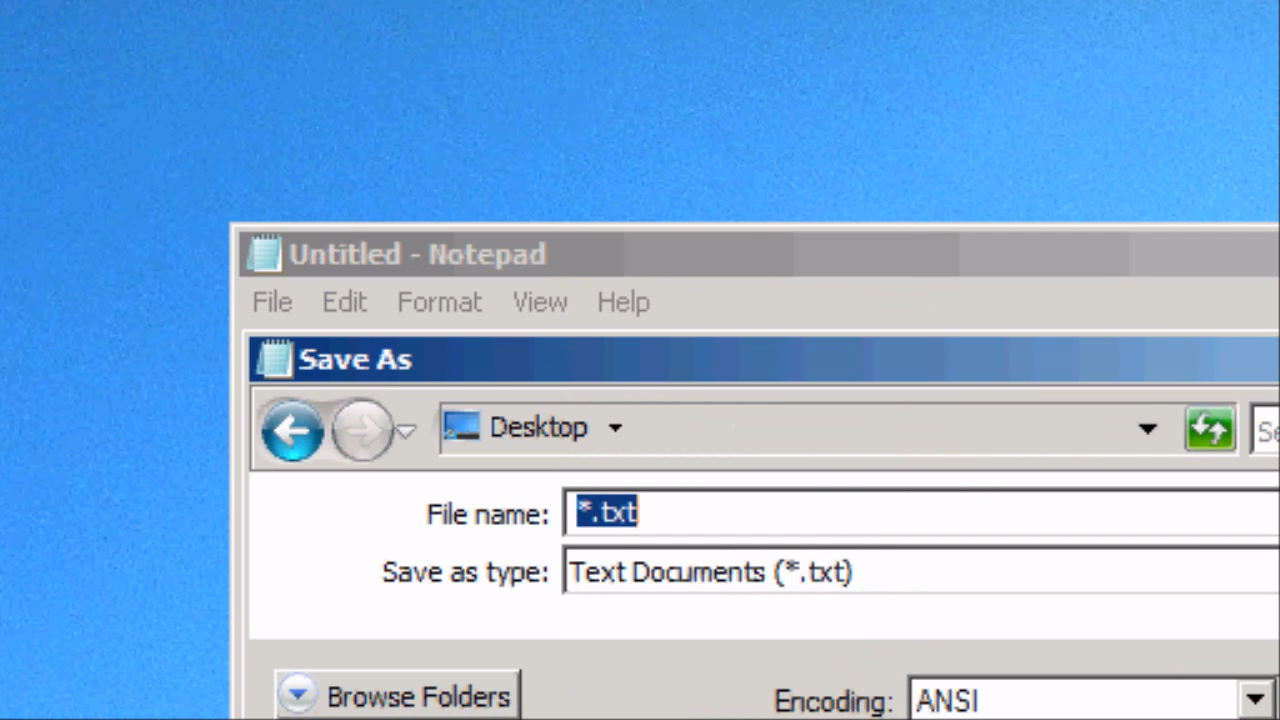 Untitled - Notepad
File Edit Format View Help
Save As
Desktop
File name: *.txt
Save as type: Text Documents (*.txt)
Browse Folders Encoding: ANSI